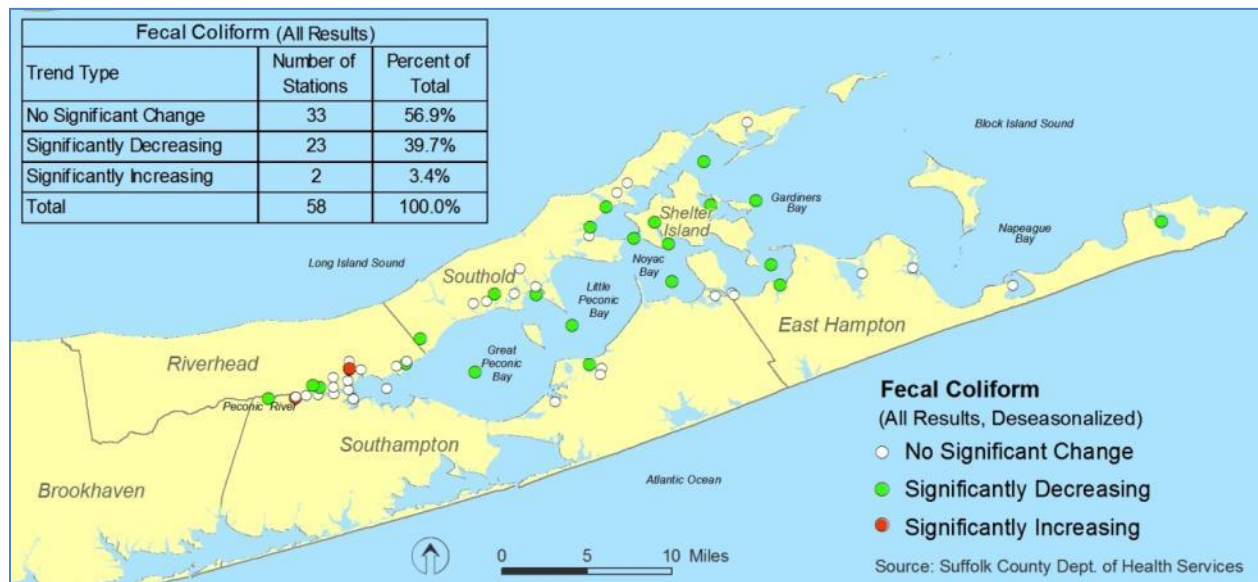 Fecal Coliform (All Results)
Trend Type
Number of
Stations
Percent of
Total
No Significant Change 33 56.9%
Significantly Decreasing 23 39.7%
Significantly Increasing 2 3.4%
Total 58 100.0%
Block Island Sound
Gardiners
Bay
Shelter
Island
Napeague
Bay
Long Island Sound
Noyac
Bay
Southold
Little
Peconic
Bay
East Hampton
Riverhead
Great
Peconic
Bay
Peconic River
Southampton
Brookhaven
Atlantic Ocean
Fecal Coliform
(All Results, Deseasonalized)
No Significant Change
Significantly Decreasing
Significantly Increasing
0 5 10 Miles
Source: Suffolk County Dept. of Health Services